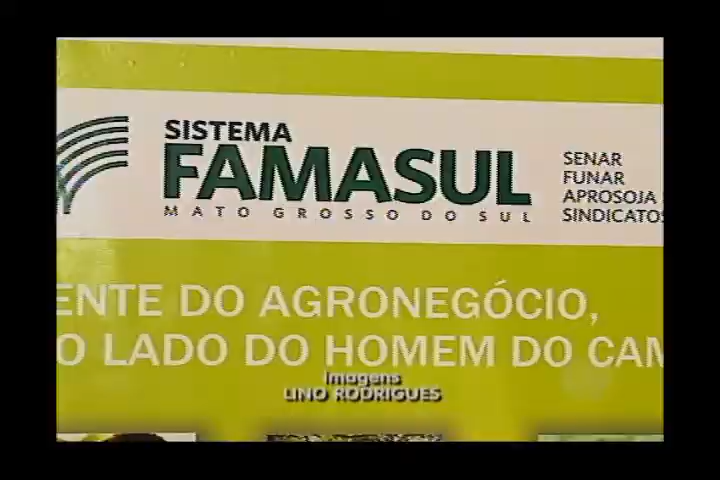 SISTEMA
FAMASUL
MATO GROSSO DO SUL
SENAR
FUNAR
APROSOJA
SINDICATOS
ENTE DO AGRONEGÓCIO,
O LADO DO HOMEM DO CAM
Imagens
LINO RODRIGUES